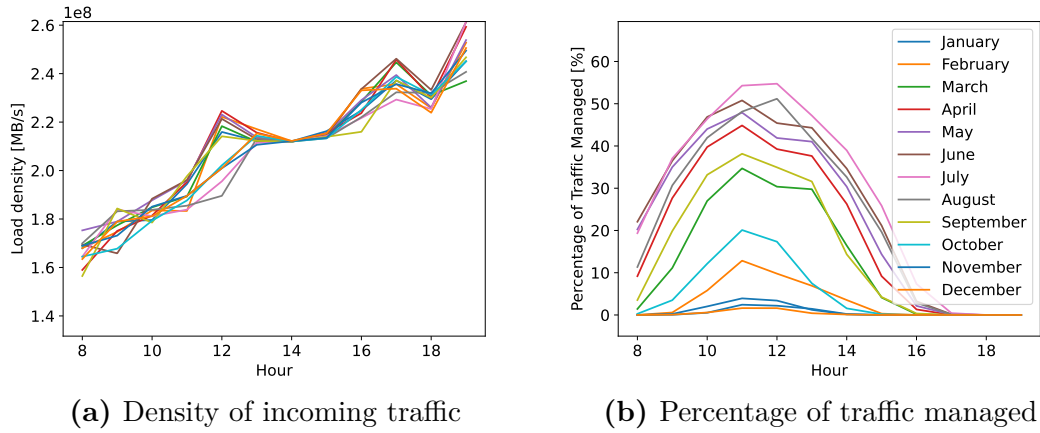 1e8
2.6
2.4
2.2
2.0
1.8
1.6
1.4
Load density [MB/s]
8 10 12 14 16 18
Hour
(a) Density of incoming traffic
60
50
40
30
20
10
0
Percentage of Traffic Managed [%]
8 10 12 14 16 18
Hour
January
February
March
April
May
June
July
August
September
October
November
December
(b) Percentage of traffic managed